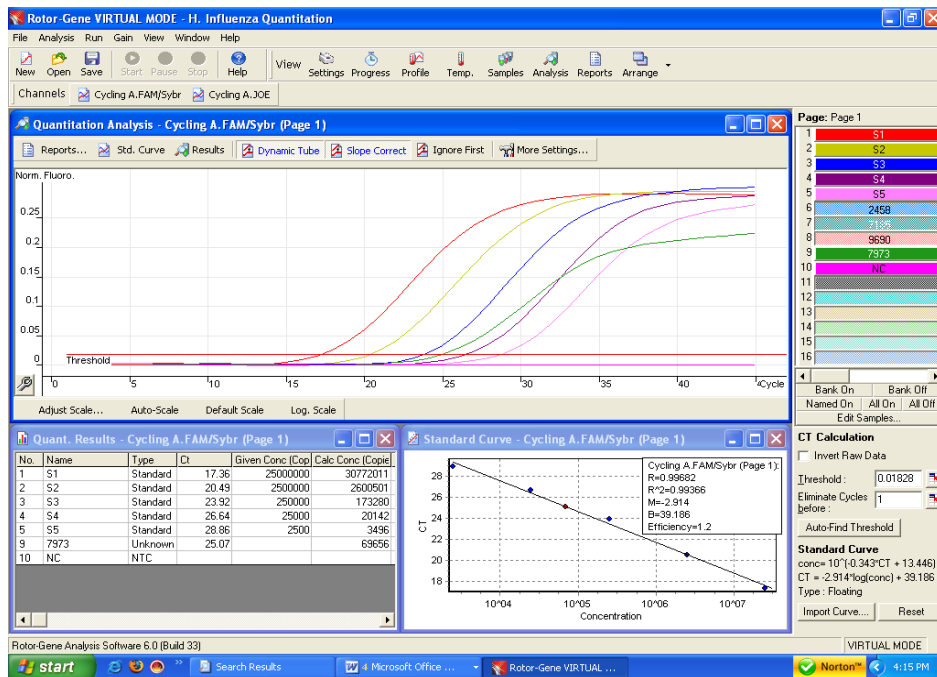 Rotor-Gene VIRTUAL MODE - H. Influenza Quantitation
File Analysis Run Gain View Window Help
New Open Save Start Pause Stop Help View Settings Progress Profile Temp. Samples Analysis Reports Arrange
Channels Cycling A.FAM/Sybr Cycling A.JOE
Quantitation Analysis - Cycling A.FAM/Sybr (Page 1)
Reports... Std. Curve Results Dynamic Tube Slope Correct Ignore First More Settings...
Norm. Fluoro.
0.25
0.2
0.15
0.1
0.05
0
Threshold
0 5 10 15 20 25 30 35 40 Cycle
Adjust Scale... Auto-Scale Default Scale Log. Scale
Page: Page 1
1 S1
2 S2
3 S3
4 S4
5 S5
6 2458
7
8 9690
9 7973
10 NC
11
12
13
14
15
16
Bank On Bank Off
Named On All On All Off
Edit Samples...
CT Calculation
Invert Raw Data
Threshold : 0.01828
Eliminate Cycles before : 1
Auto-Find Threshold
Standard Curve
conc= 10^(-0.343*CT + 13.446)
CT = -2.914*log(conc) + 39.186
Type : Floating
Import Curve.... Reset
Quant. Results - Cycling A.FAM/Sybr (Page 1)
No. Name Type Ct Given Conc (Cop Calc Conc (Copie
1 S1 Standard 17.36 25000000 30772011
2 S2 Standard 20.49 2500000 2600501
3 S3 Standard 23.92 250000 173280
4 S4 Standard 26.64 25000 20142
5 S5 Standard 28.86 2500 3496
9 7973 Unknown 25.07 69656
10 NC NTC
Standard Curve - Cycling A.FAM/Sybr (Page 1)
Cycling A.FAM/Sybr (Page 1):
R=0.99682
R^2=0.99366
M=-2.914
B=39.186
Efficiency=1.2
CT
28
26
24
22
20
18
10^04 10^05 10^06 10^07
Concentration
Rotor-Gene Analysis Software 6.0 (Build 33)
VIRTUAL MODE
start Search Results 4 Microsoft Office ... Rotor-Gene VIRTUAL ... Norton™ 4:15 PM